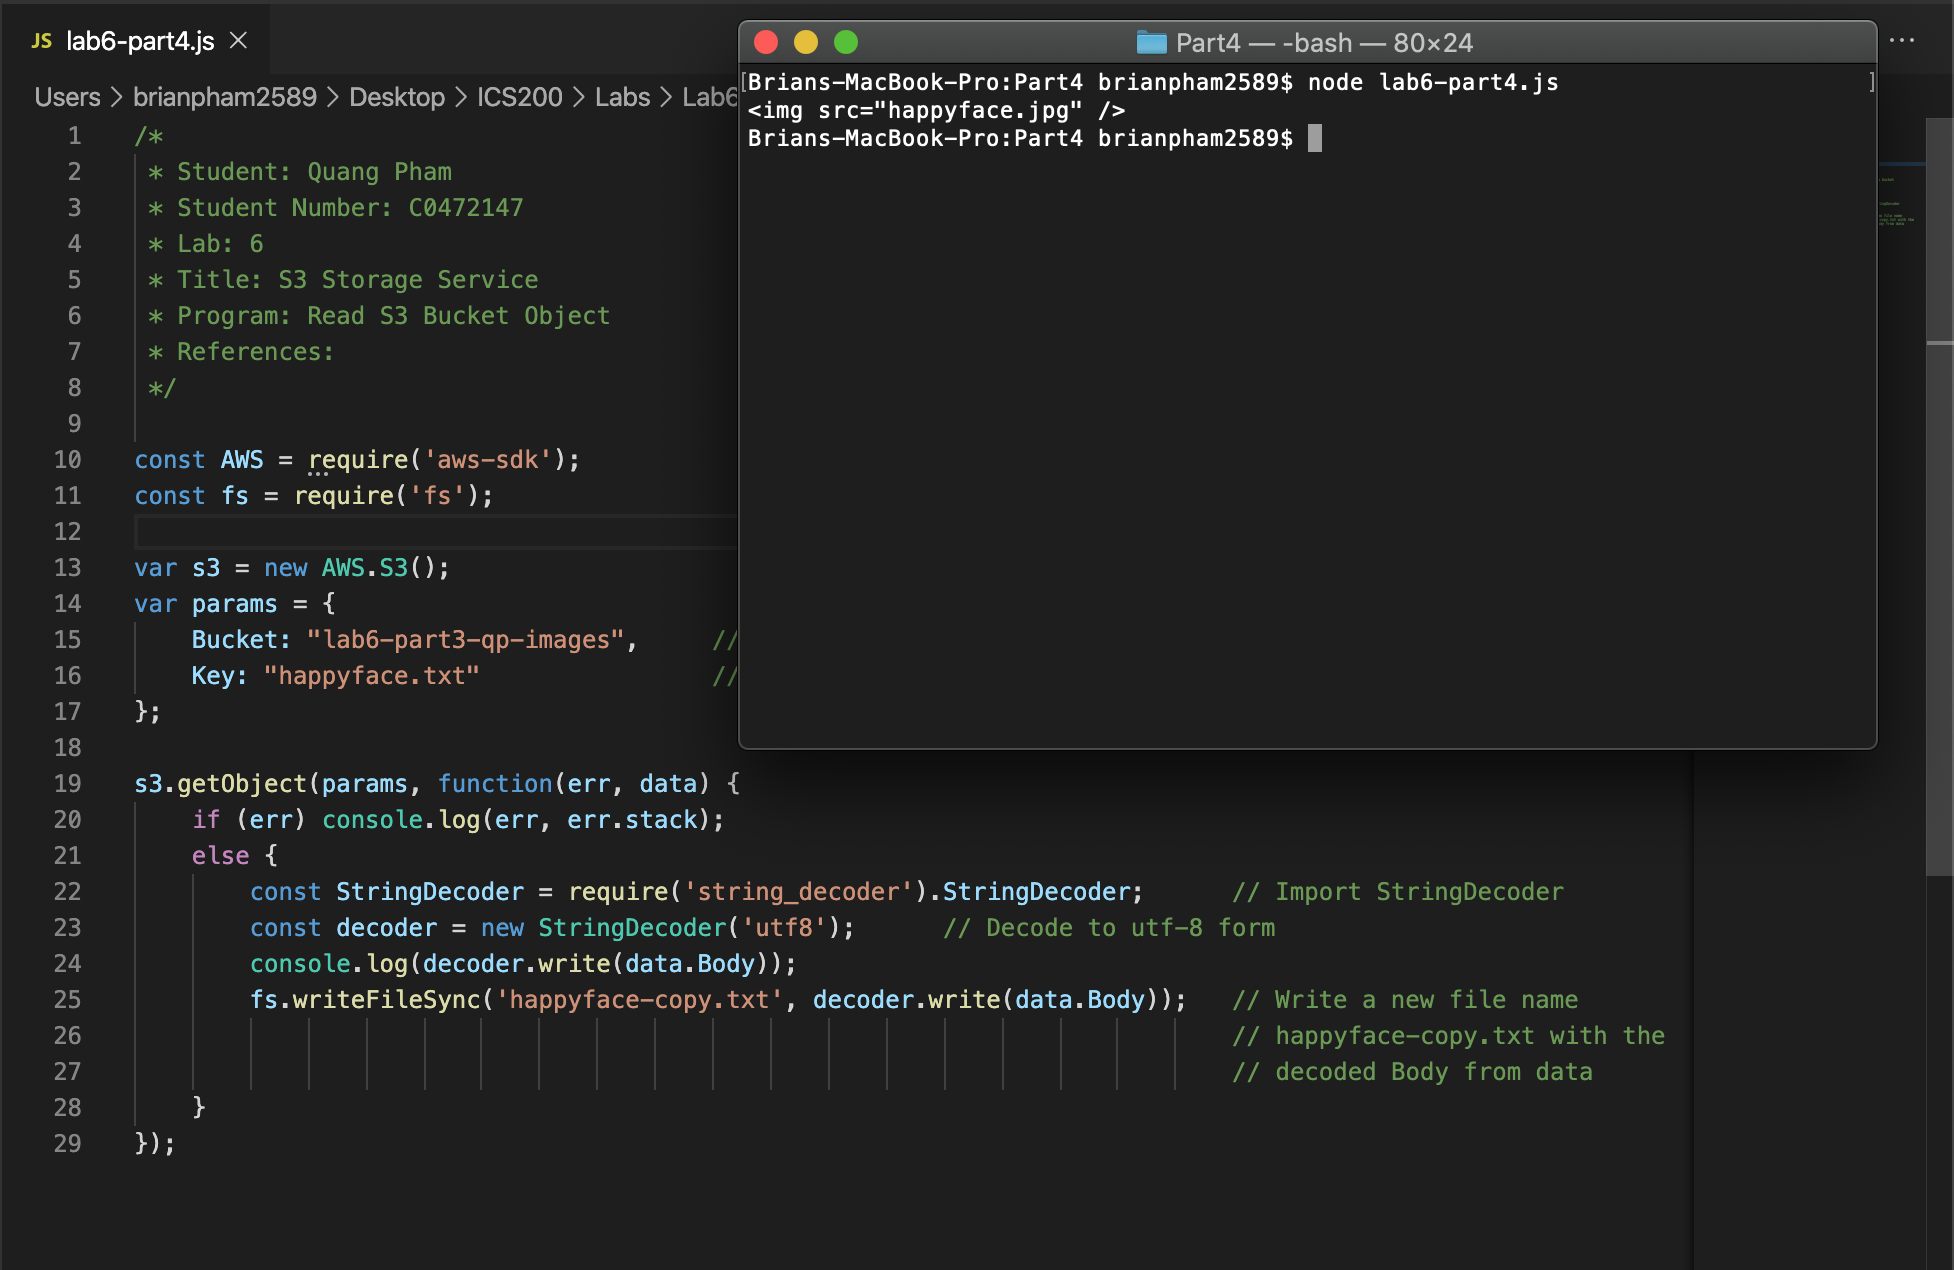 JS lab6-part4.js
Users > brianpham2589 > Desktop > ICS200 > Labs > Lab6
1 /*
2 * Student: Quang Pham
3 * Student Number: C0472147
4 * Lab: 6
5 * Title: S3 Storage Service
6 * Program: Read S3 Bucket Object
7 * References:
8 */
9
10 const AWS = require('aws-sdk');
11 const fs = require('fs');
12
13 var s3 = new AWS.S3();
14 var params = {
15 Bucket: "lab6-part3-qp-images", //
16 Key: "happyface.txt" //
17 };
18
19 s3.getObject(params, function(err, data) {
20 if (err) console.log(err, err.stack);
21 else {
22 const StringDecoder = require('string_decoder').StringDecoder; // Import StringDecoder
23 const decoder = new StringDecoder('utf8'); // Decode to utf-8 form
24 console.log(decoder.write(data.Body));
25 fs.writeFileSync('happyface-copy.txt', decoder.write(data.Body)); // Write a new file name
26 // happyface-copy.txt with the
27 // decoded Body from data
28 }
29 });
Part4 — -bash — 80×24
[Brians-MacBook-Pro:Part4 brianpham2589$ node lab6-part4.js ]
<img src="happyface.jpg" />
Brians-MacBook-Pro:Part4 brianpham2589$